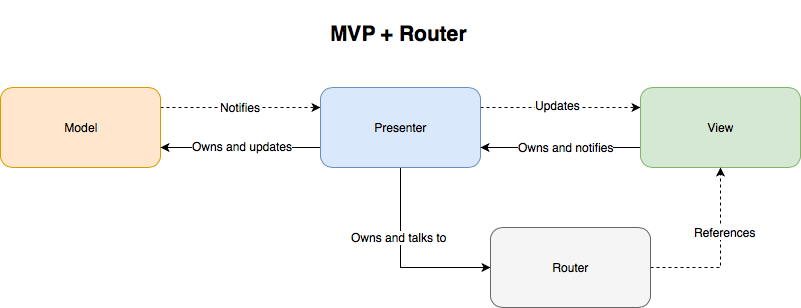 MVP + Router
Notifies
Updates
Model
Presenter
View
Owns and updates
Owns and notifies
Owns and talks to
References
Router